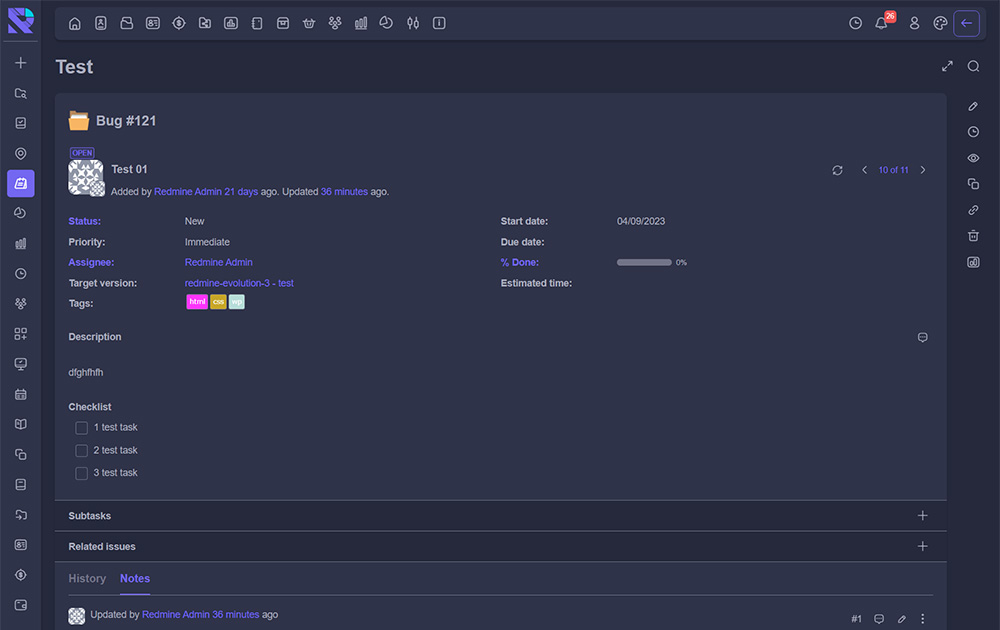 26
Test
Bug #121
OPEN
Test 01
10 of 11
Added by Redmine Admin 21 days ago. Updated 36 minutes ago.
Status: New
Start date: 04/09/2023
Priority: Immediate
Due date:
Assignee: Redmine Admin
% Done: 0%
Target version: redmine-evolution-3 - test
Estimated time:
Tags: html css wp
Description
dfghfhfh
Checklist
1 test task
2 test task
3 test task
Subtasks
Related issues
History Notes
Updated by Redmine Admin 36 minutes ago
#1